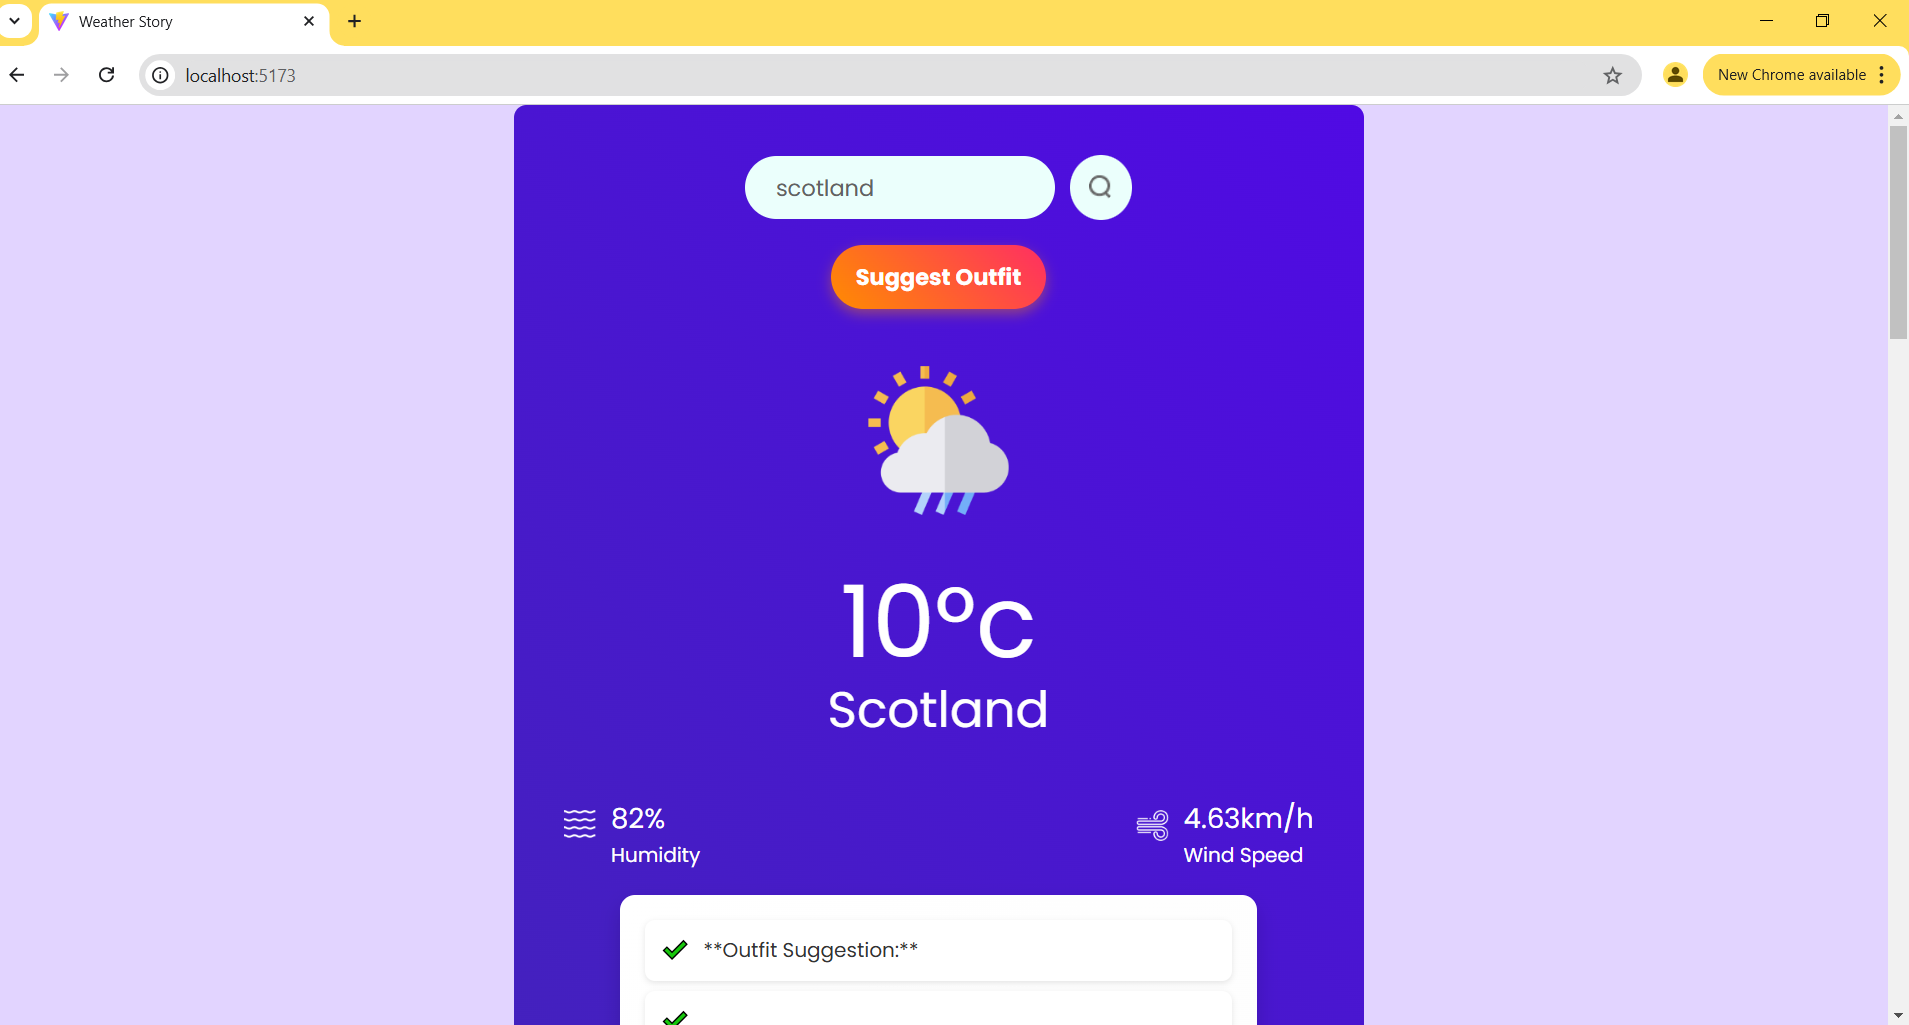 Weather Story
localhost:5173
New Chrome available
scotland
Suggest Outfit
10°c
Scotland
82%
Humidity
4.63km/h
Wind Speed
**Outfit Suggestion:**